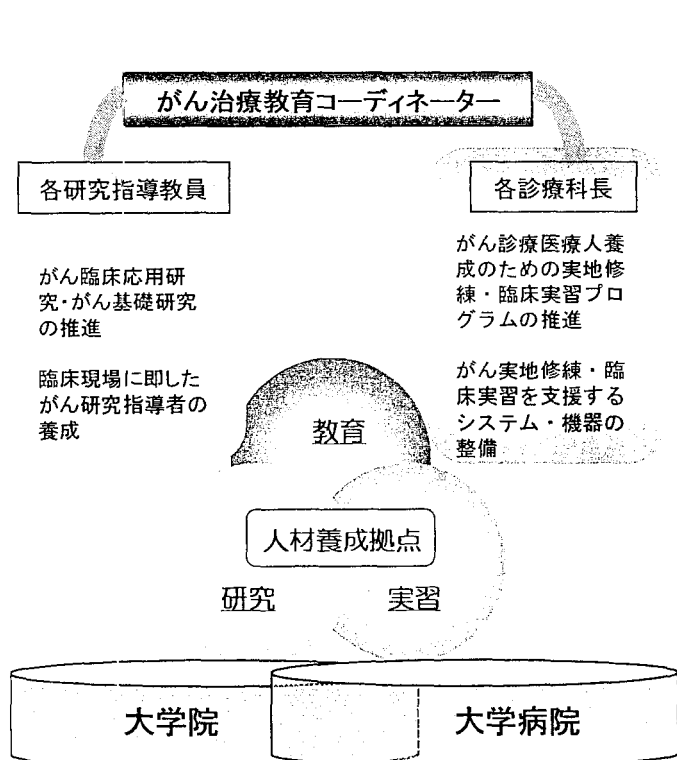 がん治療教育コーディネーター
各研究指導教員
がん臨床応用研
究・がん基礎研究
の推進
臨床現場に即した
がん研究指導者の
養成
各診療科長
がん診療医療人養
成のための実地修
練・臨床実習プロ
グラムの推進
がん実地修練・臨
床実習を支援する
システム・機器の
整備
教育
人材養成拠点
研究
実習
大学院
大学病院